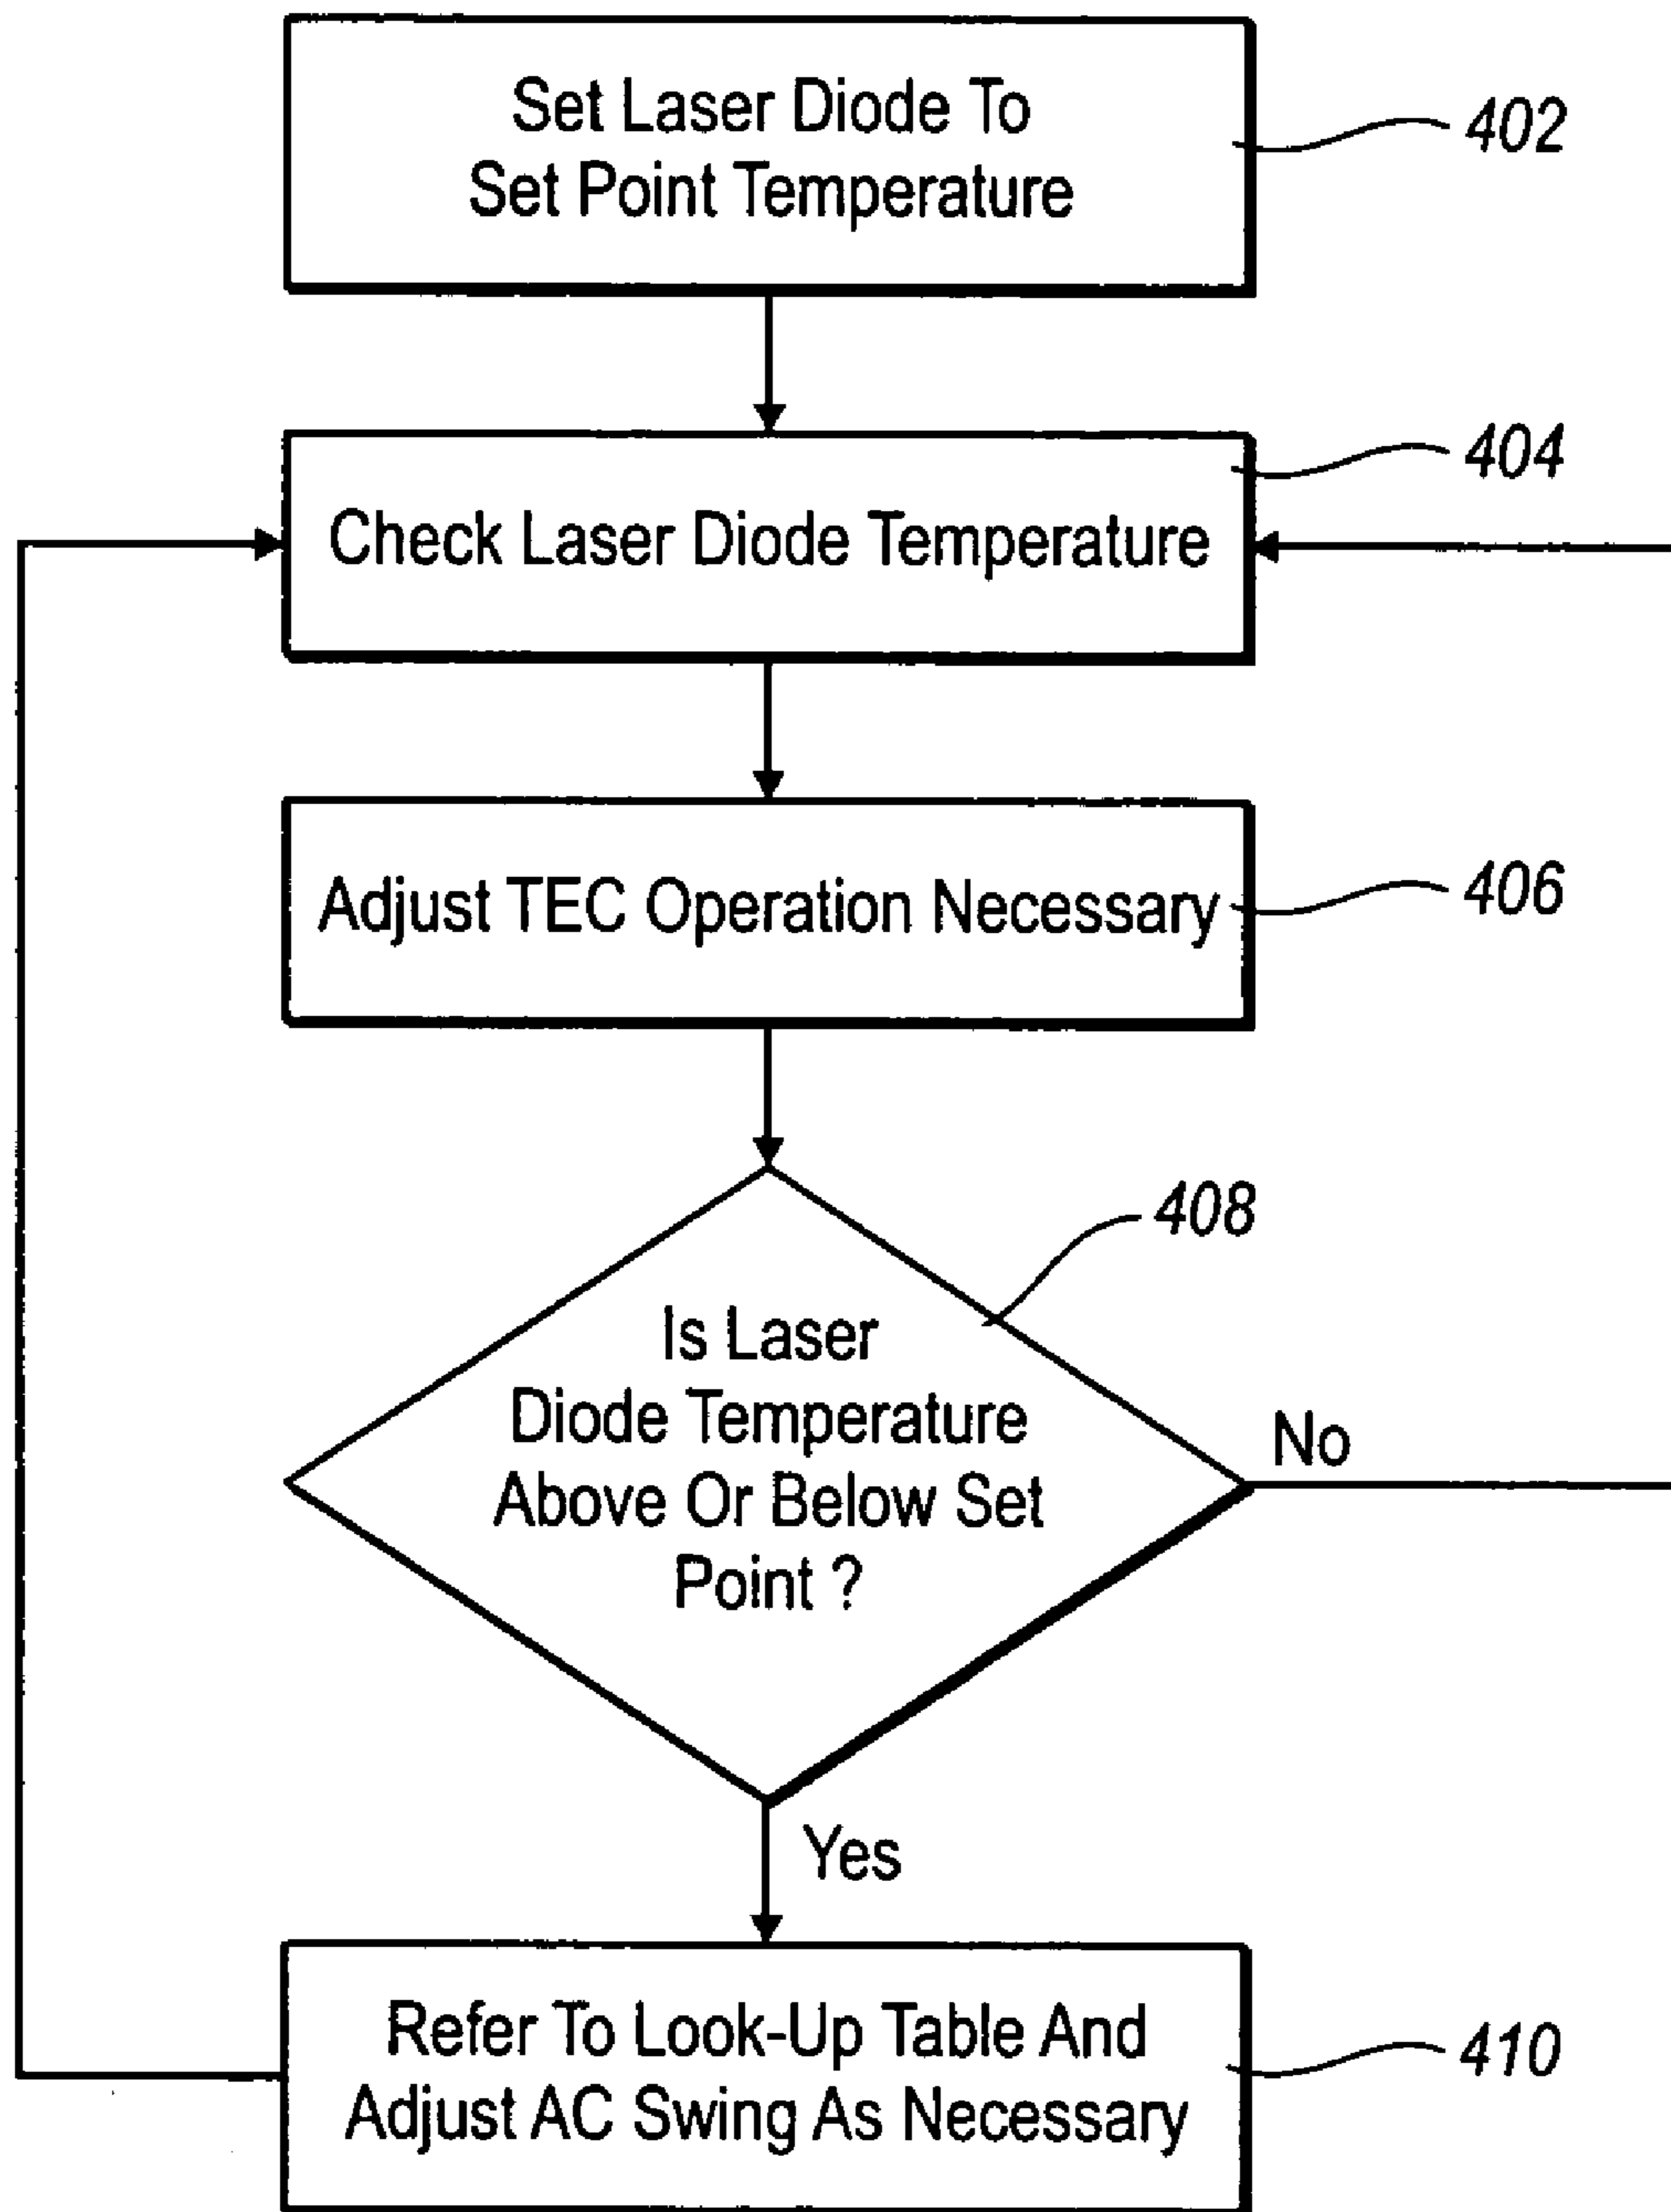 Set Laser Diode To
Set Point Temperature
402
Check Laser Diode Temperature
404
Adjust TEC Operation Necessary
406
Is Laser
Diode Temperature
Above Or Below Set
Point ?
408
No
Yes
Refer To Look-Up Table And
Adjust AC Swing As Necessary
410